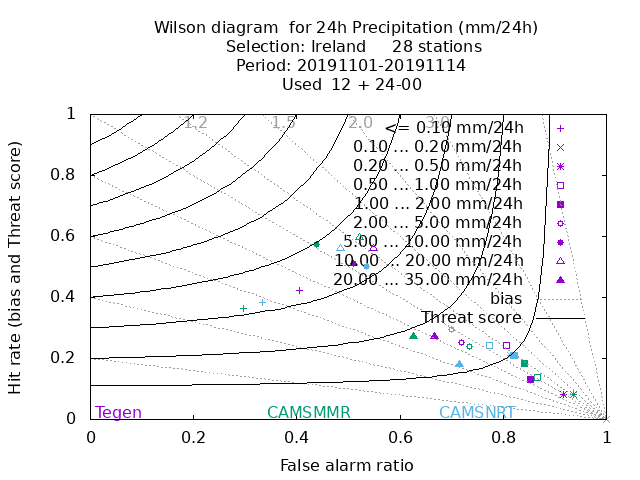 Wilson diagram  for 24h Precipitation (mm/24h)
Selection: Ireland     28 stations
Period: 20191101-20191114
Used  12 + 24-00
Hit rate (bias and Threat score)
1
0.8
0.6
0.4
0.2
0
1.2
1.5
2.0
3.0
<= 0.10 mm/24h
0.10 ... 0.20 mm/24h
0.20 ... 0.50 mm/24h
0.50 ... 1.00 mm/24h
1.00 ... 2.00 mm/24h
2.00 ... 5.00 mm/24h
5.00 ... 10.00 mm/24h
10.00 ... 20.00 mm/24h
20.00 ... 35.00 mm/24h
bias
Threat score
Tegen
CAMSMMR
CAMSNRT
0
0.2
0.4
0.6
0.8
1
False alarm ratio